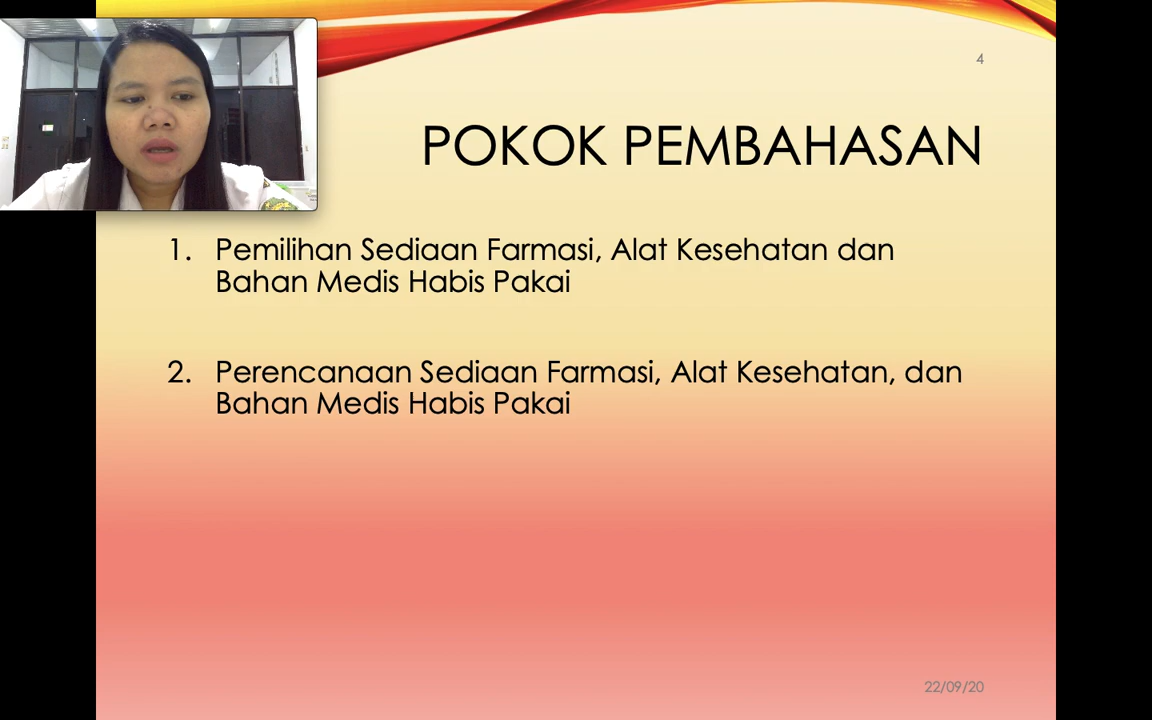 4
POKOK PEMBAHASAN
1. Pemilihan Sediaan Farmasi, Alat Kesehatan dan
Bahan Medis Habis Pakai
2. Perencanaan Sediaan Farmasi, Alat Kesehatan, dan
Bahan Medis Habis Pakai
22/09/20